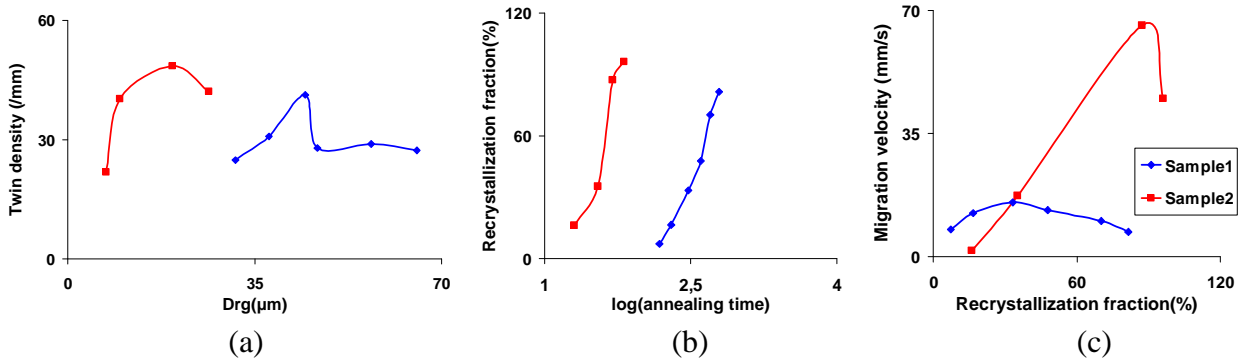 60
30
0
Twin density (/mm)
0
35
70
Drg(μm)
(a)
120
60
0
Recrystallization fraction(%)
1
2,5
4
log(annealing time)
(b)
70
35
0
Migration velocity (mm/s)
0
60
120
Recrystallization fraction(%)
Sample1
Sample2
(c)